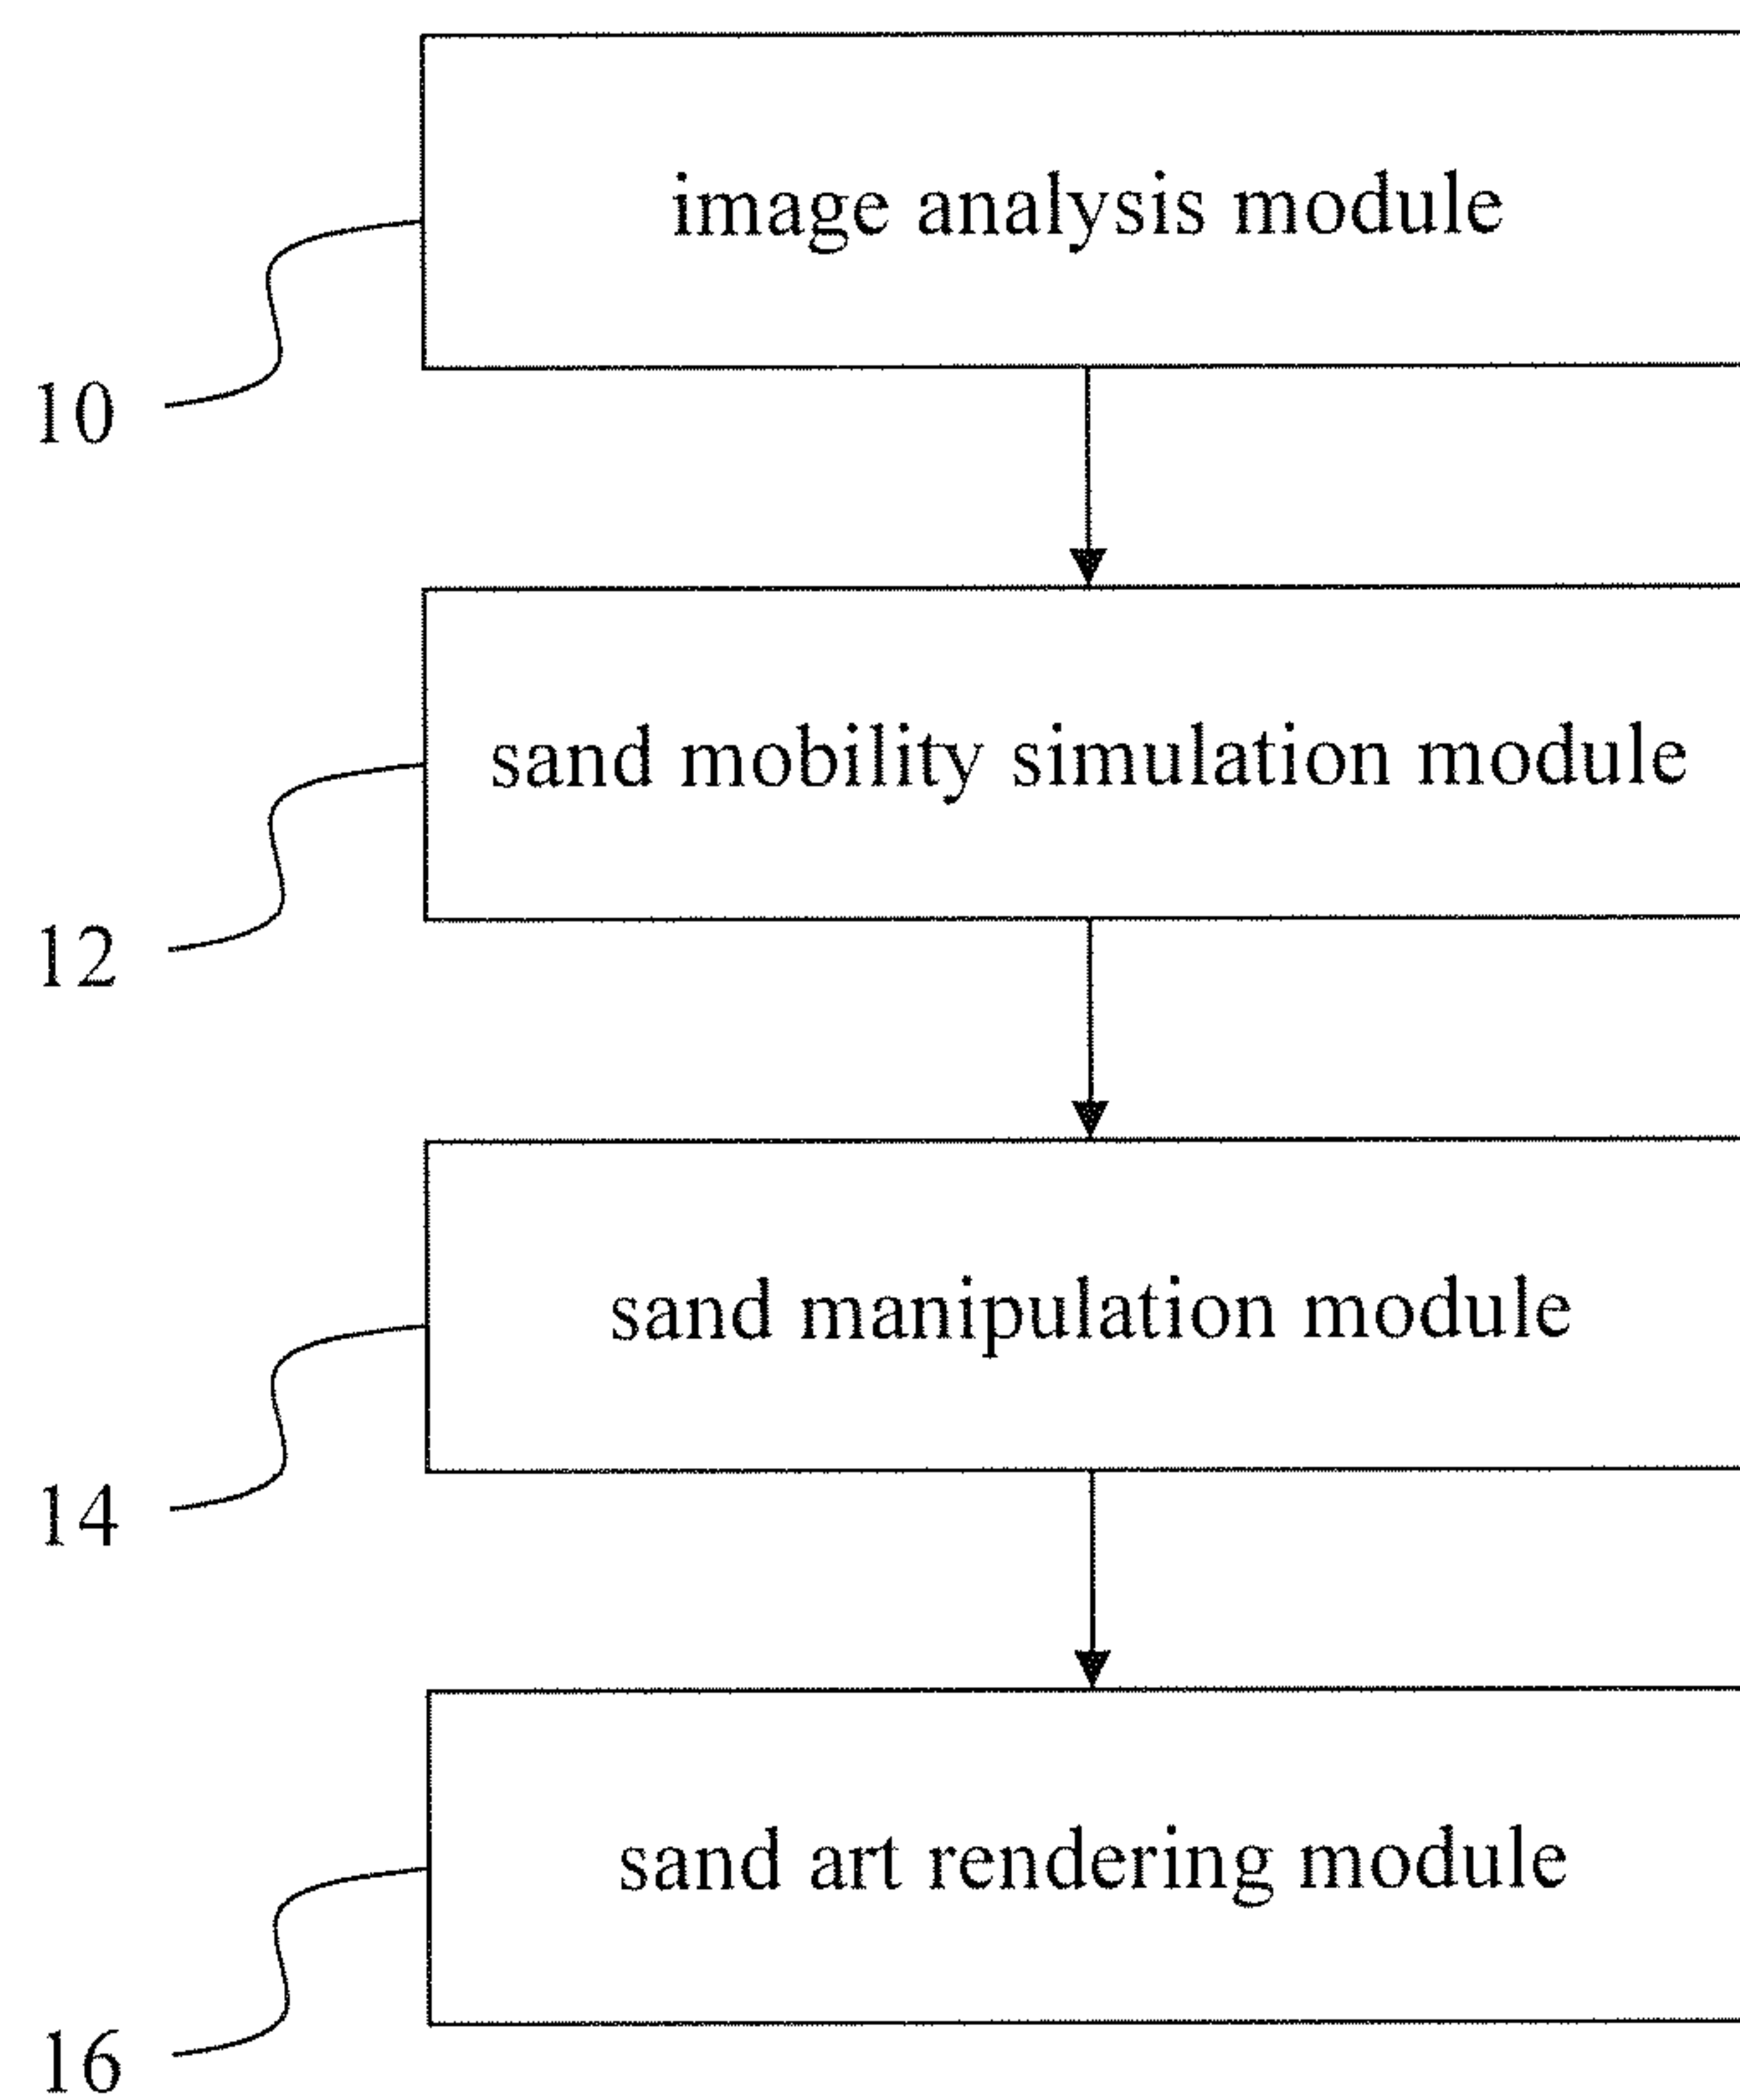 image analysis module
10
sand mobility simulation module
12
sand manipulation module
14
sand art rendering module
16